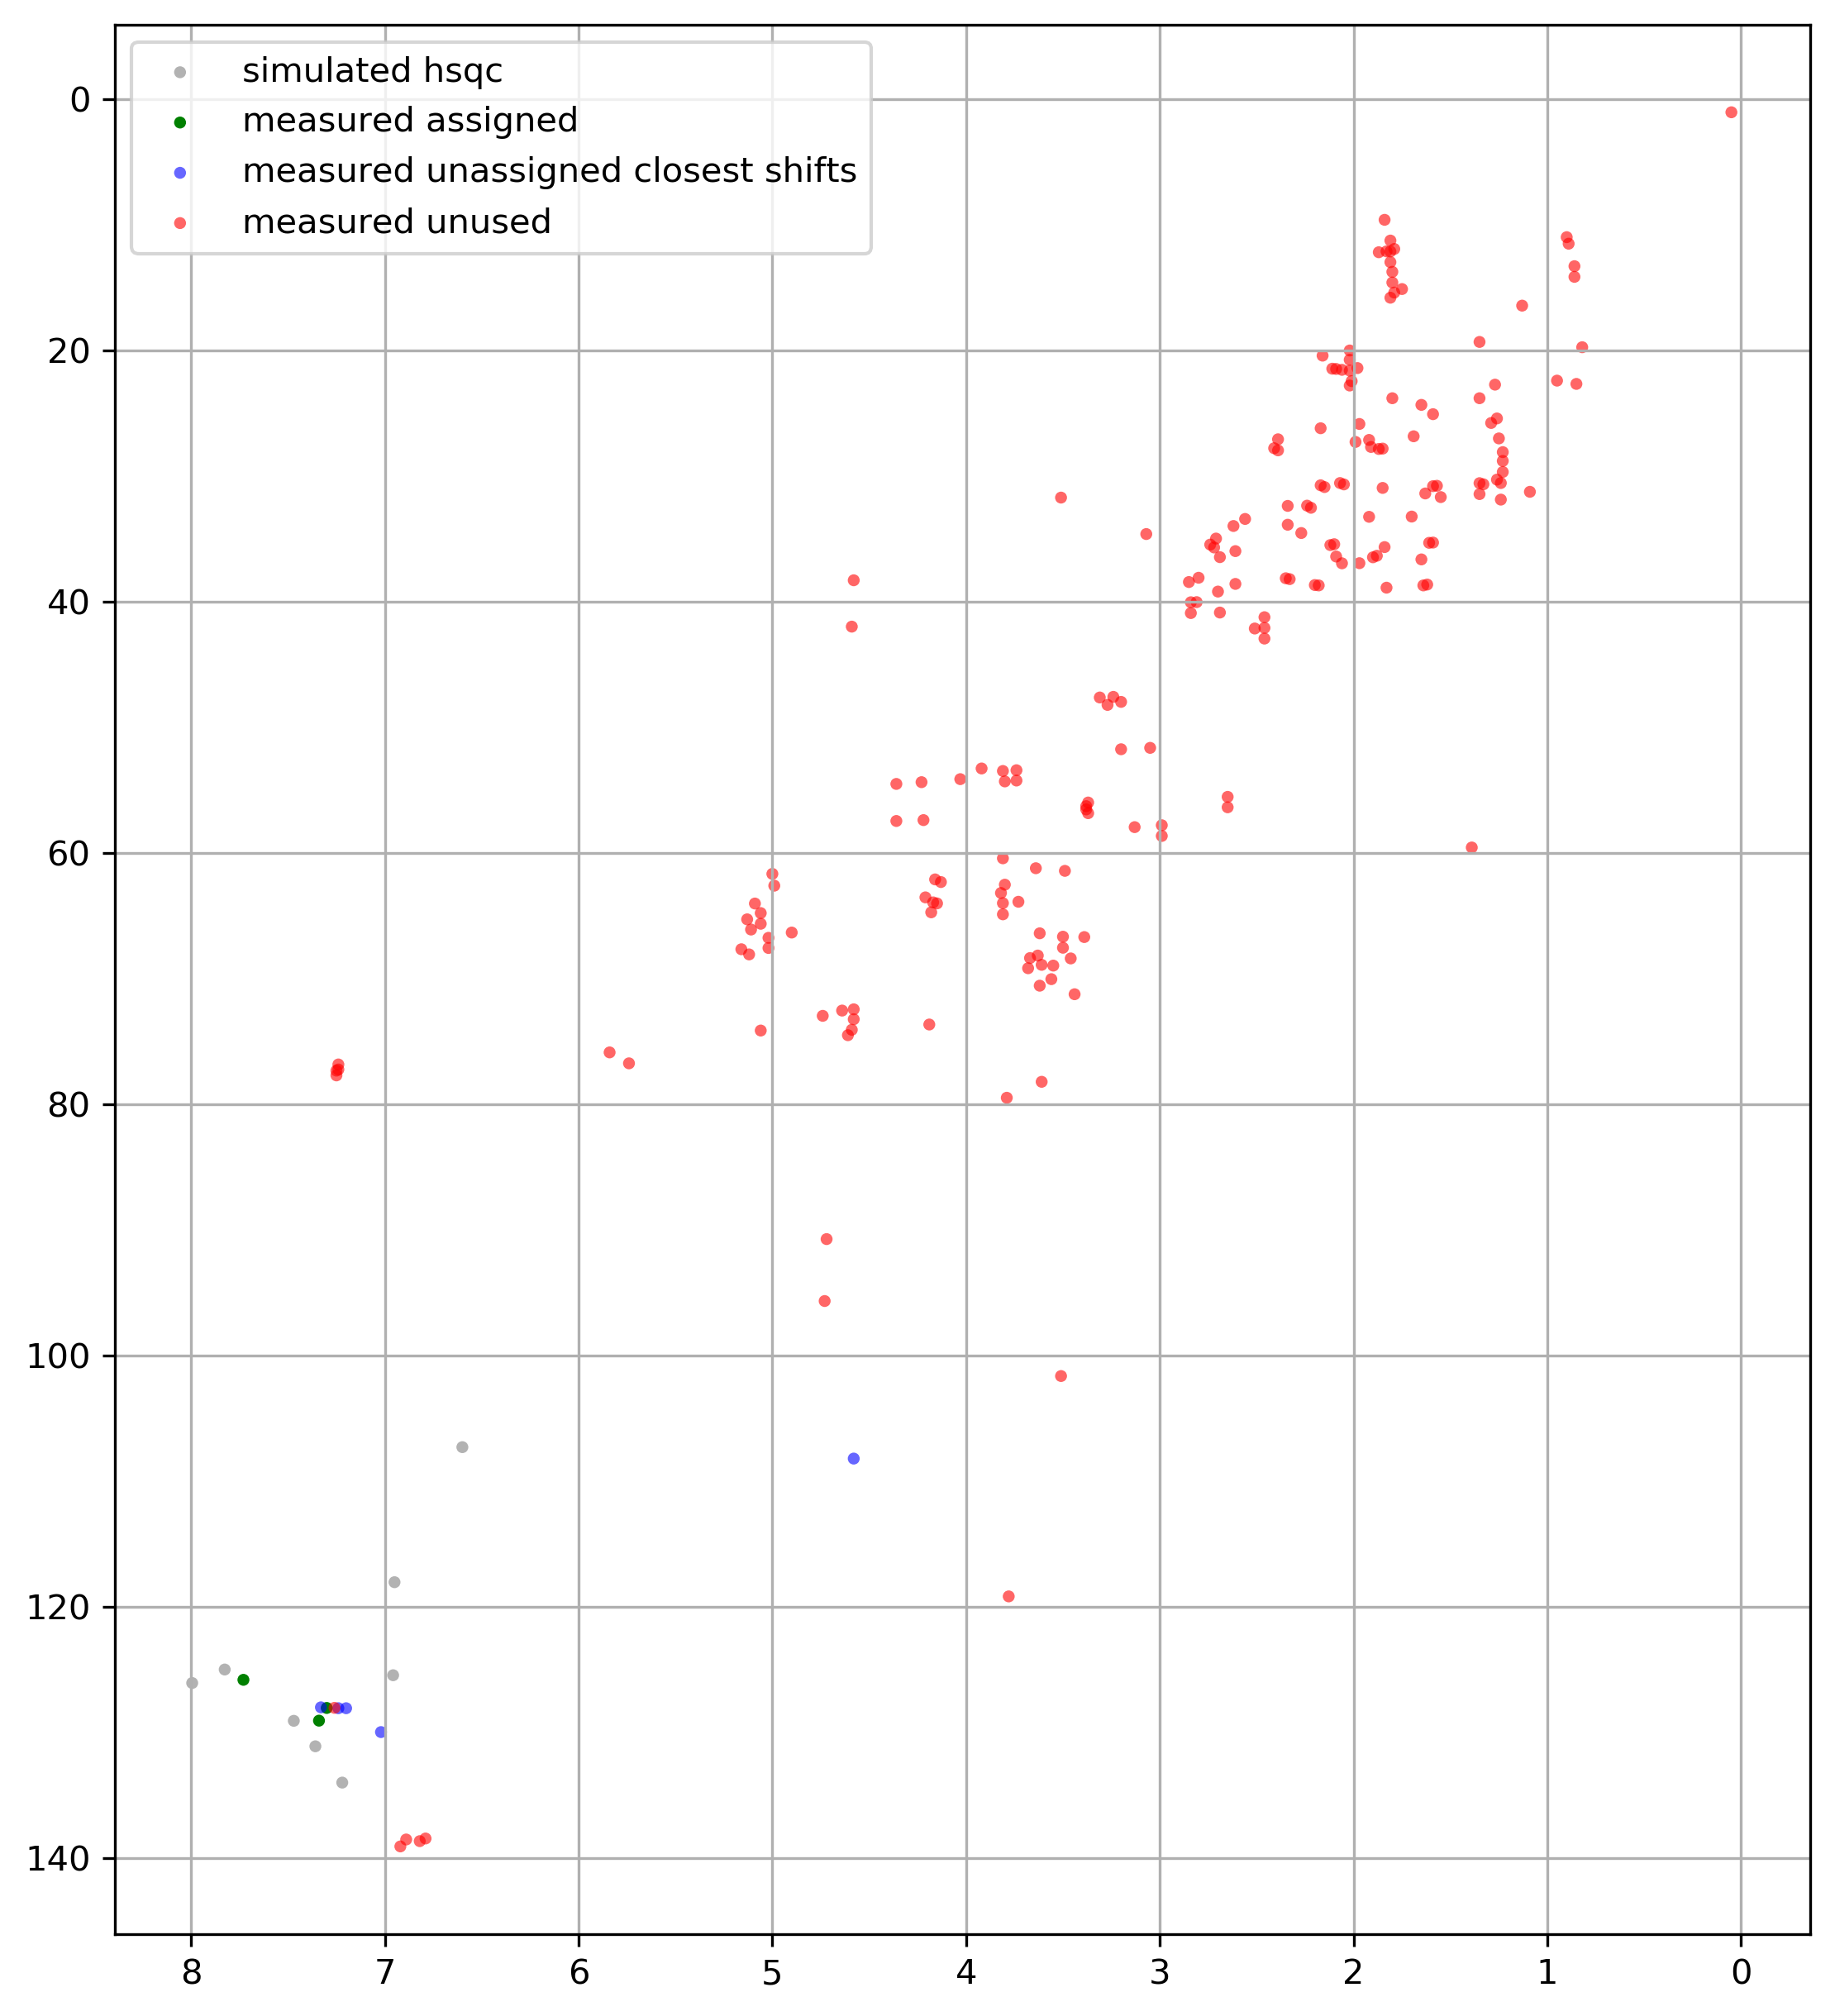 simulated hsqc
measured assigned
measured unassigned closest shifts
measured unused
0
20
40
60
80
100
120
140
8 7 6 5 4 3 2 1 0